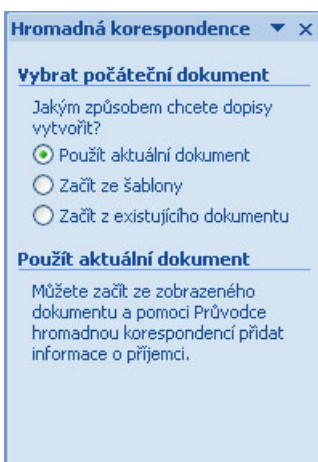 Hromadná korespondence
Vybrat počáteční dokument
Jakým způsobem chcete dopisy
vytvořit?
Použít aktuální dokument
Začít ze šablony
Začít z existujícího dokumentu
Použít aktuální dokument
Můžete začít ze zobrazeného
dokumentu a pomoci Průvodce
hromadnou korespondencí přidat
informace o příjemci.